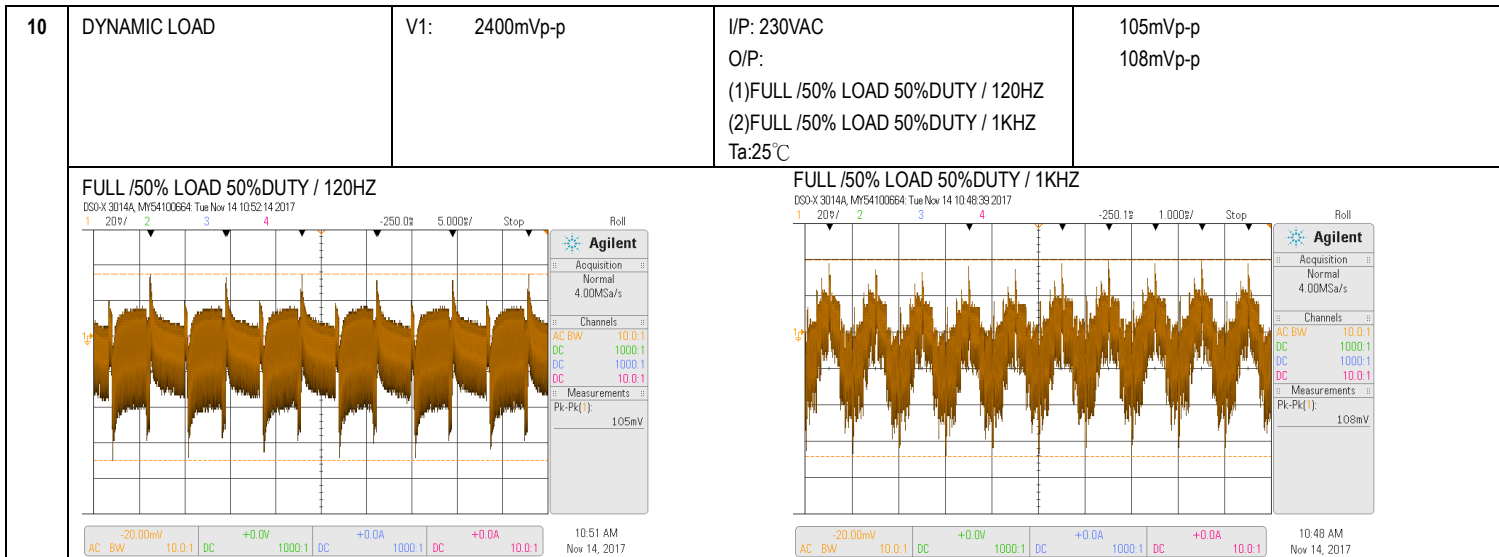 10 DYNAMIC LOAD V1: 2400mVp-p I/P: 230VAC 105mVp-p
O/P: 108mVp-p
(1)FULL /50% LOAD 50%DUTY / 120HZ
(2)FULL /50% LOAD 50%DUTY / 1KHZ
Ta:25℃
FULL /50% LOAD 50%DUTY / 120HZ
DSO-X 3014A, MY54100664: Tue Nov 14 10:52:14 2017
1 20⅟/ 2 3 4 -250.0s 5.000s/ Stop Roll
Agilent
Acquisition
Normal
4.00MSa/s
Channels
AC BW 10.0:1
DC 1000:1
DC 1000:1
DC 10.0:1
Measurements
Pk-Pk(1):
105mV
-20.00mV +0.0V +0.0A +0.0A
AC BW 10.0:1 DC 1000:1 DC 1000:1 DC 10.0:1
10:51 AM
Nov 14, 2017
FULL /50% LOAD 50%DUTY / 1KHZ
DSO-X 3014A, MY54100664: Tue Nov 14 10:48:39 2017
1 20⅟/ 2 3 4 -250.1s 1.000s/ Stop Roll
Agilent
Acquisition
Normal
4.00MSa/s
Channels
AC BW 10.0:1
DC 1000:1
DC 1000:1
DC 10.0:1
Measurements
Pk-Pk(1):
108mV
-20.00mV +0.0V +0.0A +0.0A
AC BW 10.0:1 DC 1000:1 DC 1000:1 DC 10.0:1
10:48 AM
Nov 14, 2017